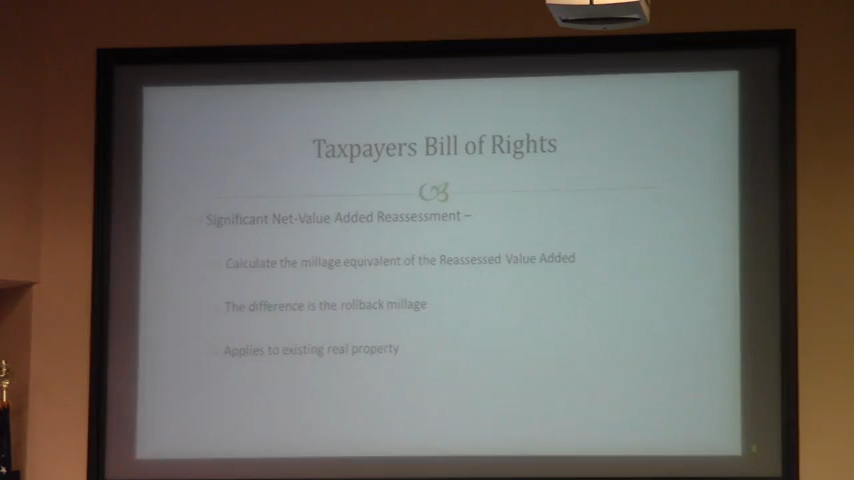 Taxpayers Bill of Rights
Significant Net-Value Added Reassessment –
Calculate the millage equivalent of the Reassessed Value Added
The difference is the rollback millage
Applies to existing real property